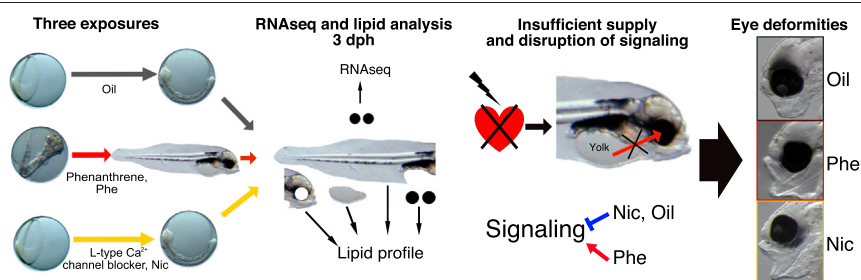 Three exposures
Oil
Phenanthrene,
Phe
L-type Ca²⁺
channel blocker, Nic
RNAseq and lipid analysis
3 dph
RNAseq
Lipid profile
Insufficient supply
and disruption of signaling
Yolk
Signaling
Nic, Oil
Phe
Eye deformities
Oil
Phe
Nic